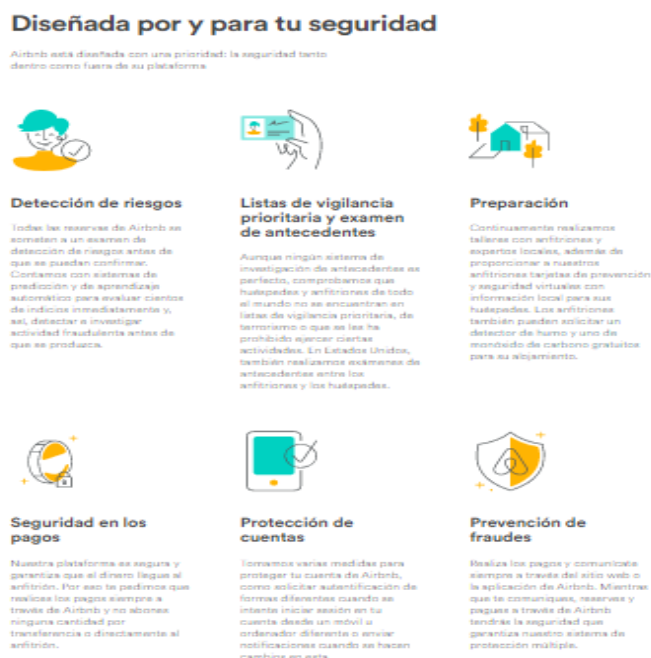 Diseñada por y para tu seguridad
Airbnb está diseñada con una prioridad: la seguridad tanto
dentro como fuera de su plataforma
Detección de riesgos
Todas las reservas de Airbnb se
someten a un examen de
detección de riesgos antes de
que se puedan confirmar.
Contamos con sistemas de
predicción y de aprendizaje
automático para evaluar cientos
de indicios inmediatamente y,
así, detectar e investigar
actividad fraudulenta antes de
que se produzca.
Listas de vigilancia
prioritaria y examen
de antecedentes
Aunque ningún sistema de
investigación de antecedentes es
perfecto, comprobamos que
huéspedes y anfitriones de todo
el mundo no se encuentran en
listas de vigilancia prioritaria, de
terrorismo o que se les ha
prohibido ejercer ciertas
actividades. En Estados Unidos,
también realizamos exámenes de
antecedentes entre los
anfitriones y los huéspedes.
Preparación
Continuamente realizamos
talleres con anfitriones y
expertos locales, además de
proporcionar a nuestros
anfitriones tarjetas de prevención
y seguridad virtuales con
información local para sus
huéspedes. Los anfitriones
también pueden solicitar un
detector de humo y uno de
monóxido de carbono gratuitos
para su alojamiento.
Seguridad en los
pagos
Nuestra plataforma es segura y
garantiza que el dinero llegue al
anfitrión. Por eso te pedimos que
realices los pagos siempre a
través de Airbnb y no abones
ninguna cantidad por
transferencia o directamente al
anfitrión.
Protección de
cuentas
Tomamos varias medidas para
proteger tu cuenta de Airbnb,
como solicitar autentificación de
formas diferentes cuando se
intente iniciar sesión en tu
cuenta desde un móvil u
ordenador diferente o enviar
notificaciones cuando se hacen
cambios en esta.
Prevención de
fraudes
Realiza los pagos y comunícate
siempre a través del sitio web o
la aplicación de Airbnb. Mientras
que te comuniques, reserves y
pagues a través de Airbnb
tendrás la seguridad que
garantiza nuestro sistema de
protección múltiple.